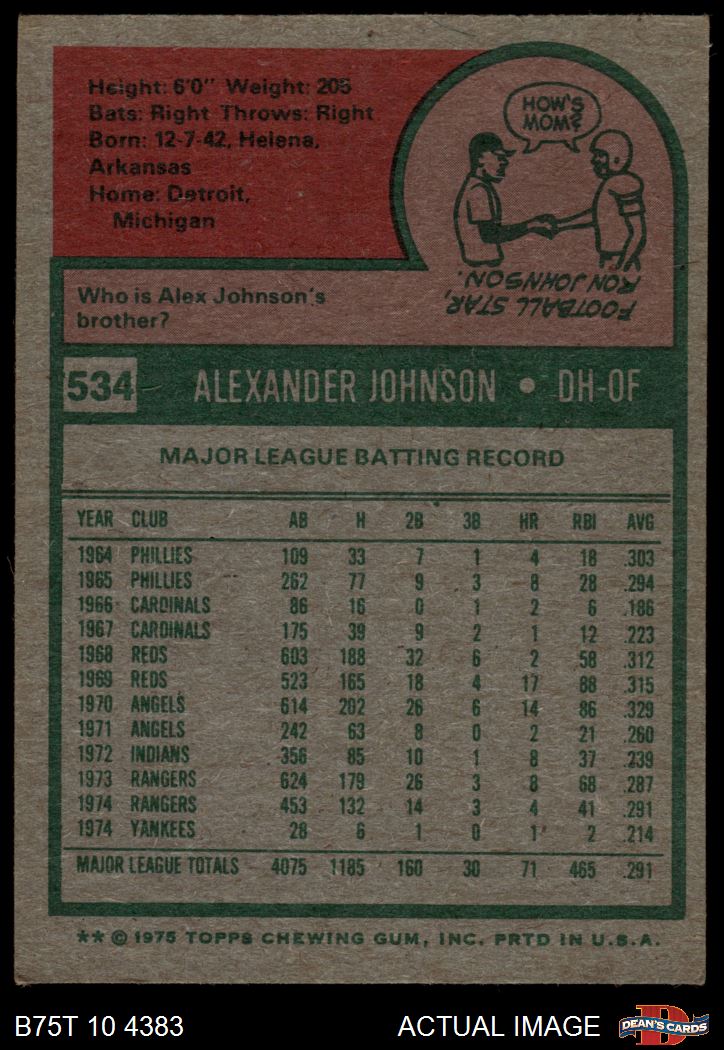 Height: 6'0" Weight: 205
Bats: Right Throws: Right
Born: 12-7-42, Helena,
Arkansas
Home: Detroit,
Michigan
HOW'S
MOM?
Who is Alex Johnson's
brother?
FOOTBALL STAR,
RON JOHNSON.
534 ALEXANDER JOHNSON • DH-OF
MAJOR LEAGUE BATTING RECORD
YEAR CLUB AB H 2B 3B HR RBI AVG
1964 PHILLIES 109 33 7 1 4 18 .303
1965 PHILLIES 262 77 9 3 8 28 .294
1966 CARDINALS 86 16 0 1 2 6 .186
1967 CARDINALS 175 39 9 2 1 12 .223
1968 REDS 603 188 32 6 2 58 .312
1969 REDS 523 165 18 4 17 88 .315
1970 ANGELS 614 202 26 6 14 86 .329
1971 ANGELS 242 63 8 0 2 21 .260
1972 INDIANS 356 85 10 1 8 37 .239
1973 RANGERS 624 179 26 3 8 68 .287
1974 RANGERS 453 132 14 3 4 41 .291
1974 YANKEES 28 6 1 0 1 2 .214
MAJOR LEAGUE TOTALS 4075 1185 160 30 71 465 .291
** © 1975 TOPPS CHEWING GUM, INC. PRTD IN U.S.A.
B75T 10 4383 ACTUAL IMAGE D DEAN'S CARDS